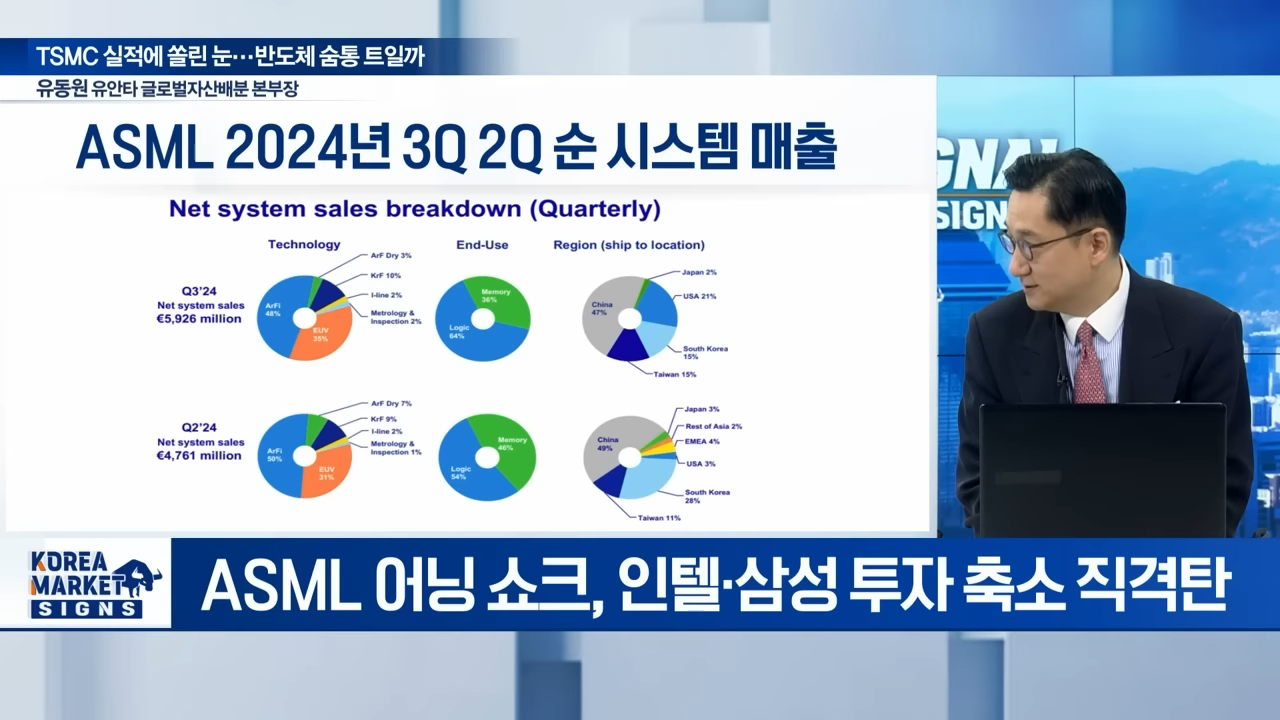 TSMC 실적에 쏠린 눈…반도체 숨통 트일까
유동원 유안타 글로벌자산배분 본부장
ASML 2024년 3Q 2Q 순 시스템 매출
Net system sales breakdown (Quarterly)
Technology
End-Use
Region (ship to location)
Q3'24
Net system sales
€5,926 million
ArF Dry 3%
KrF 10%
I-line 2%
Metrology &
Inspection 2%
ArFi
48%
EUV
35%
Memory
36%
Logic
64%
Japan 2%
USA 21%
China
47%
South Korea
15%
Taiwan 15%
Q2'24
Net system sales
€4,761 million
ArF Dry 7%
KrF 9%
I-line 2%
Metrology &
Inspection 1%
ArFi
50%
EUV
31%
Memory
46%
Logic
54%
Japan 3%
Rest of Asia 2%
EMEA 4%
USA 3%
China
49%
South Korea
28%
Taiwan 11%
GNAL
SIGN
KOREA
MARKET
SIGNS
ASML 어닝 쇼크, 인텔·삼성 투자 축소 직격탄